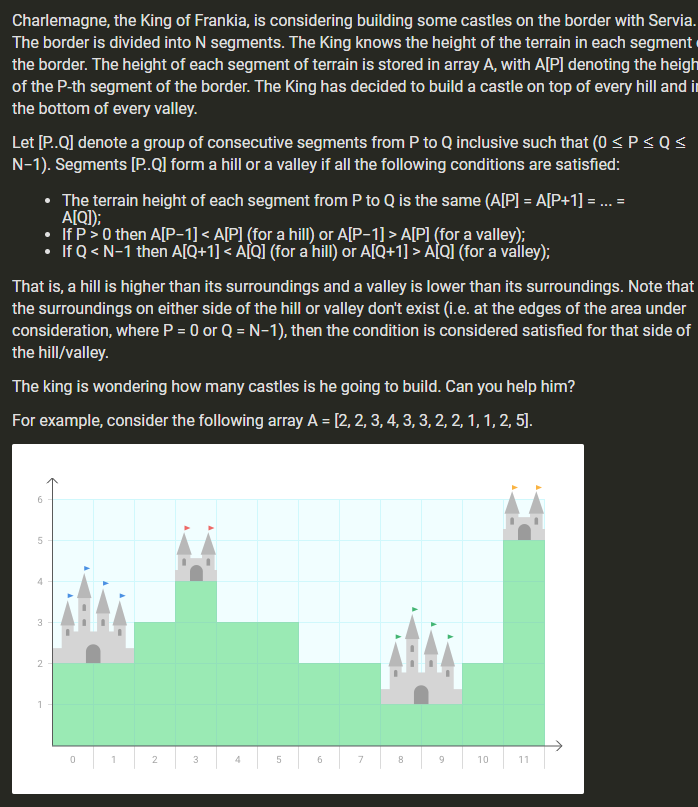 Charlemagne, the King of Frankia, is considering building some castles on the border with Servia.
The border is divided into N segments. The King knows the height of the terrain in each segment
the border. The height of each segment of terrain is stored in array A, with A[P] denoting the
of the P-th segment of the border. The King has decided to build a castle on top of every hill and
the bottom of every valley.
Let [P..Q] denote a group of consecutive segments from P to Q inclusive such that (0 ≤ P ≤ Q ≤
N−1). Segments [P..Q] form a hill or a valley if all the following conditions are satisfied:
• The terrain height of each segment from P to Q is the same (A[P] = A[P+1] = ... =
A[Q]);
• If P > 0 then A[P−1] < A[P] (for a hill) or A[P−1] > A[P] (for a valley);
• If Q < N−1 then A[Q+1] < A[Q] (for a hill) or A[Q+1] > A[Q] (for a valley);
That is, a hill is higher than its surroundings and a valley is lower than its surroundings. Note that
the surroundings on either side of the hill or valley don't exist (i.e. at the edges of the area under
consideration, where P = 0 or Q = N−1), then the condition is considered satisfied for that side of
the hill/valley.
The king is wondering how many castles is he going to build. Can you help him?
For example, consider the following array A = [2, 2, 3, 4, 3, 3, 2, 2, 1, 1, 2, 5].
6
5
4
3
2
1
0 1 2 3 4 5 6 7 8 9 10 11